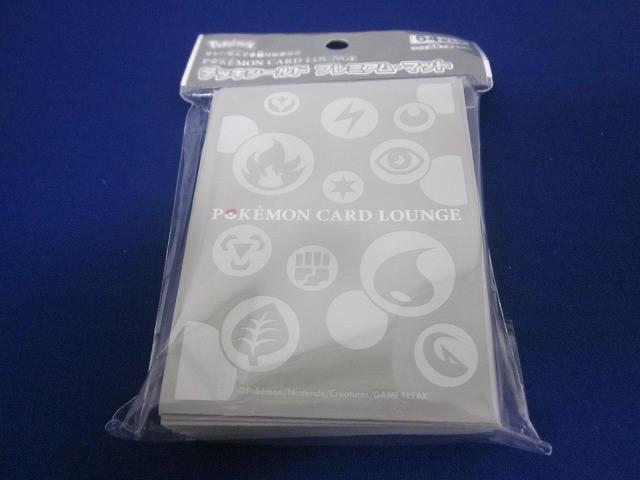 Pokémon
POKÉMON CARD LOUNGE
デッキシールド プレミアム・マット
64
POKÉMON CARD LOUNGE
©Pokémon/Nintendo/Creatures/GAME FREAK